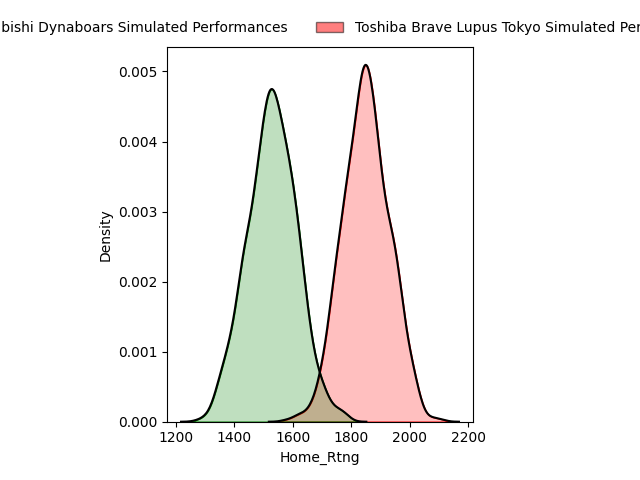 bishi Dynaboars Simulated Performances
Toshiba Brave Lupus Tokyo Simulated Per
0.005
0.004
0.003
0.002
0.001
0.000
Density
1200 1400 1600 1800 2000 2200
Home_Rtng